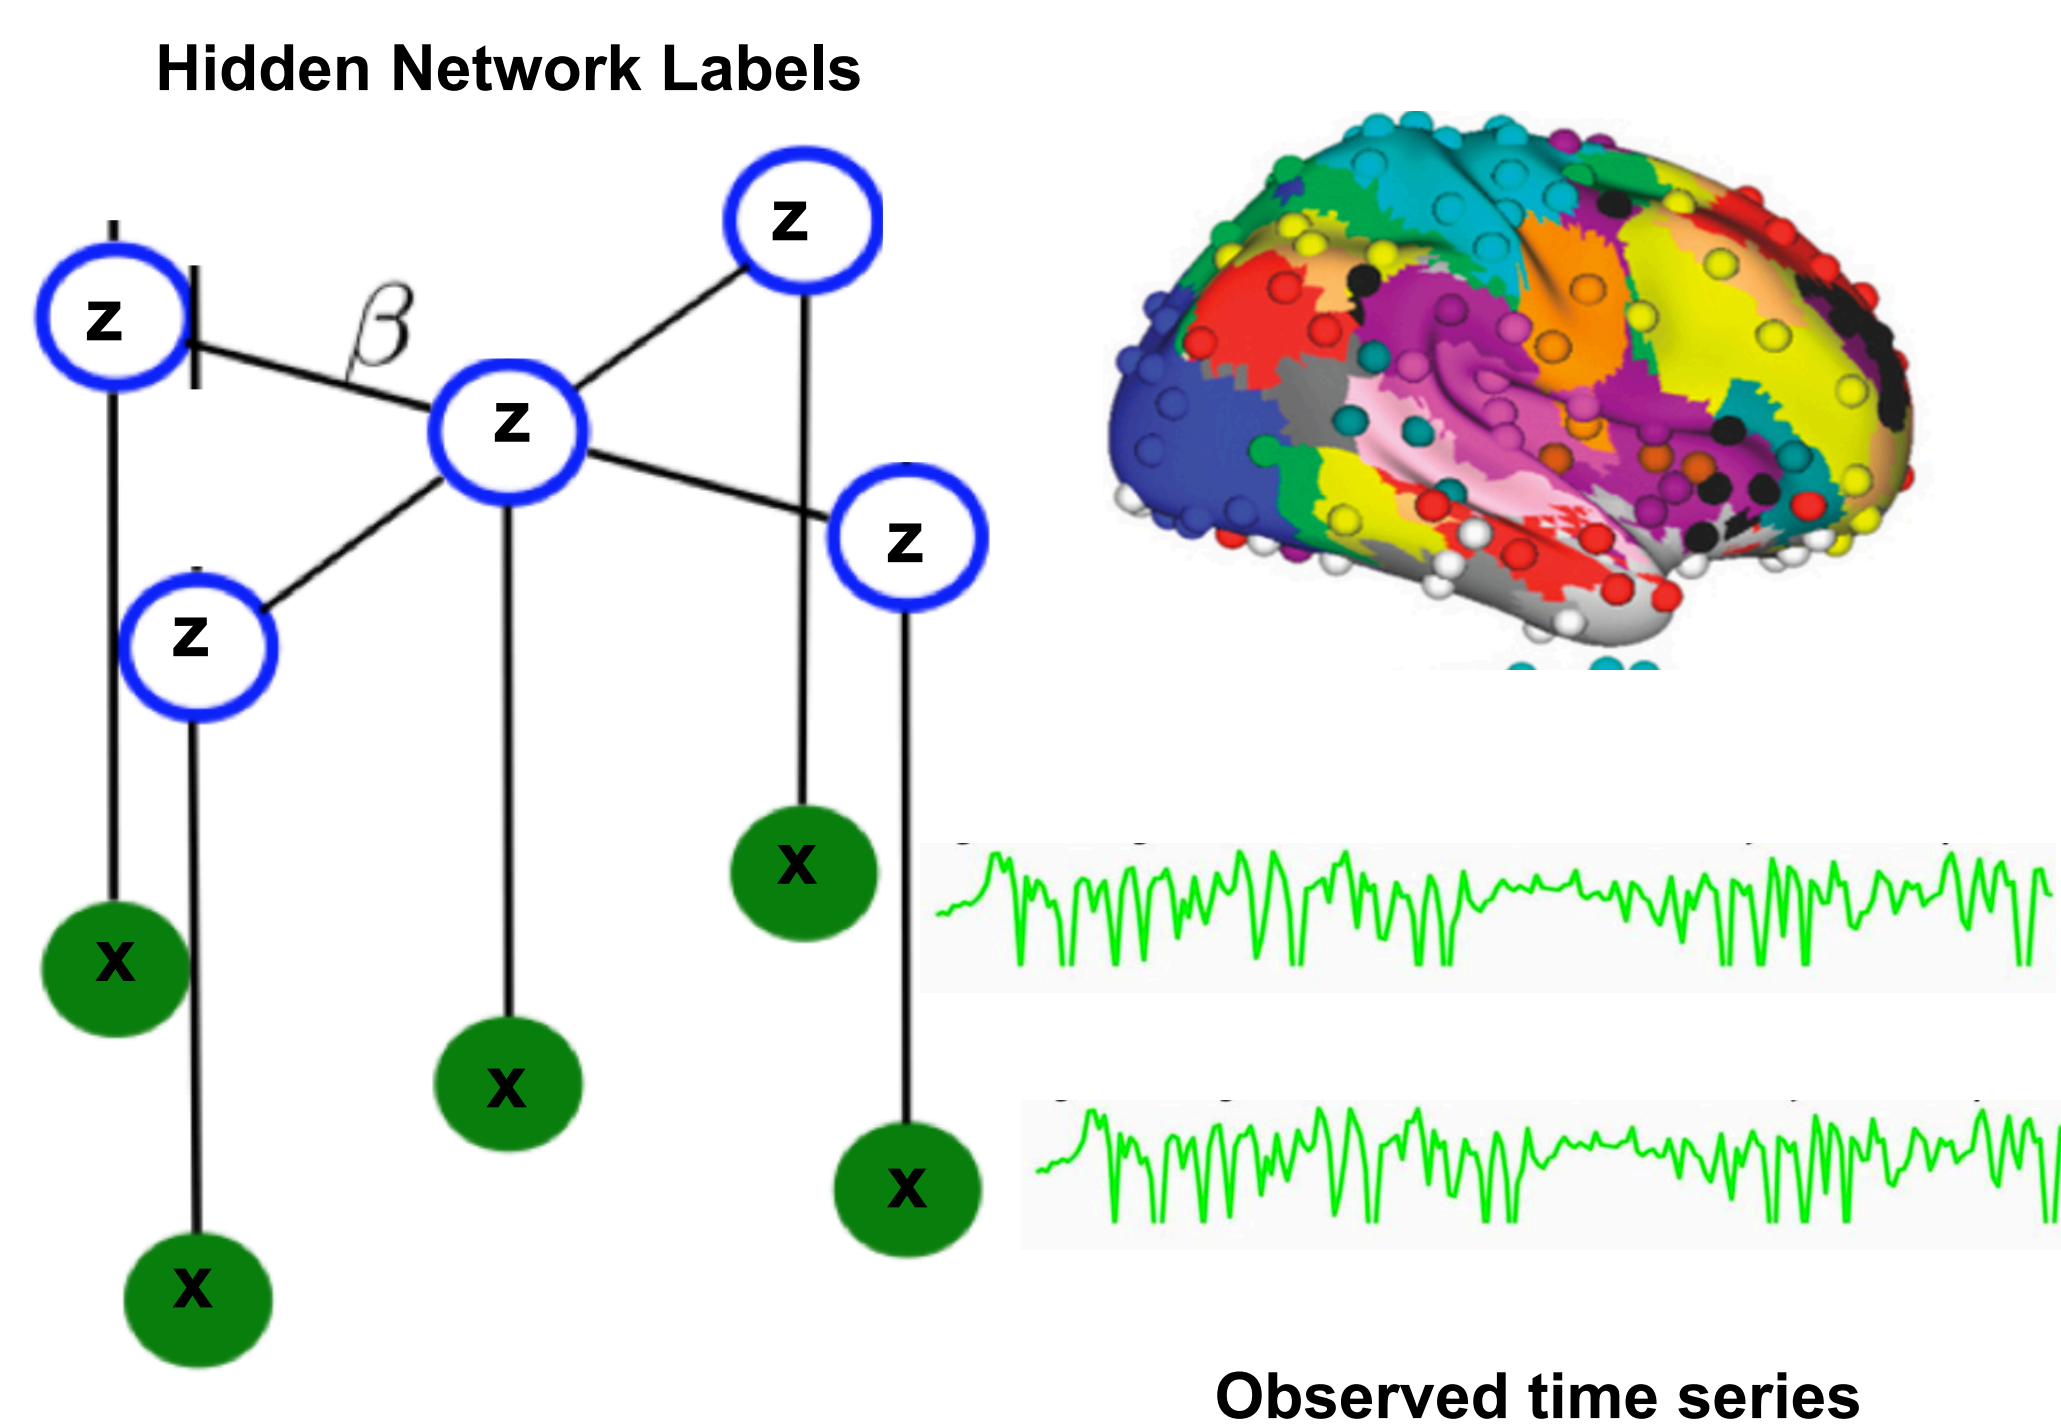 Hidden Network Labels
z
z
β
z
z
z
x
x
x
x
x
Observed time series